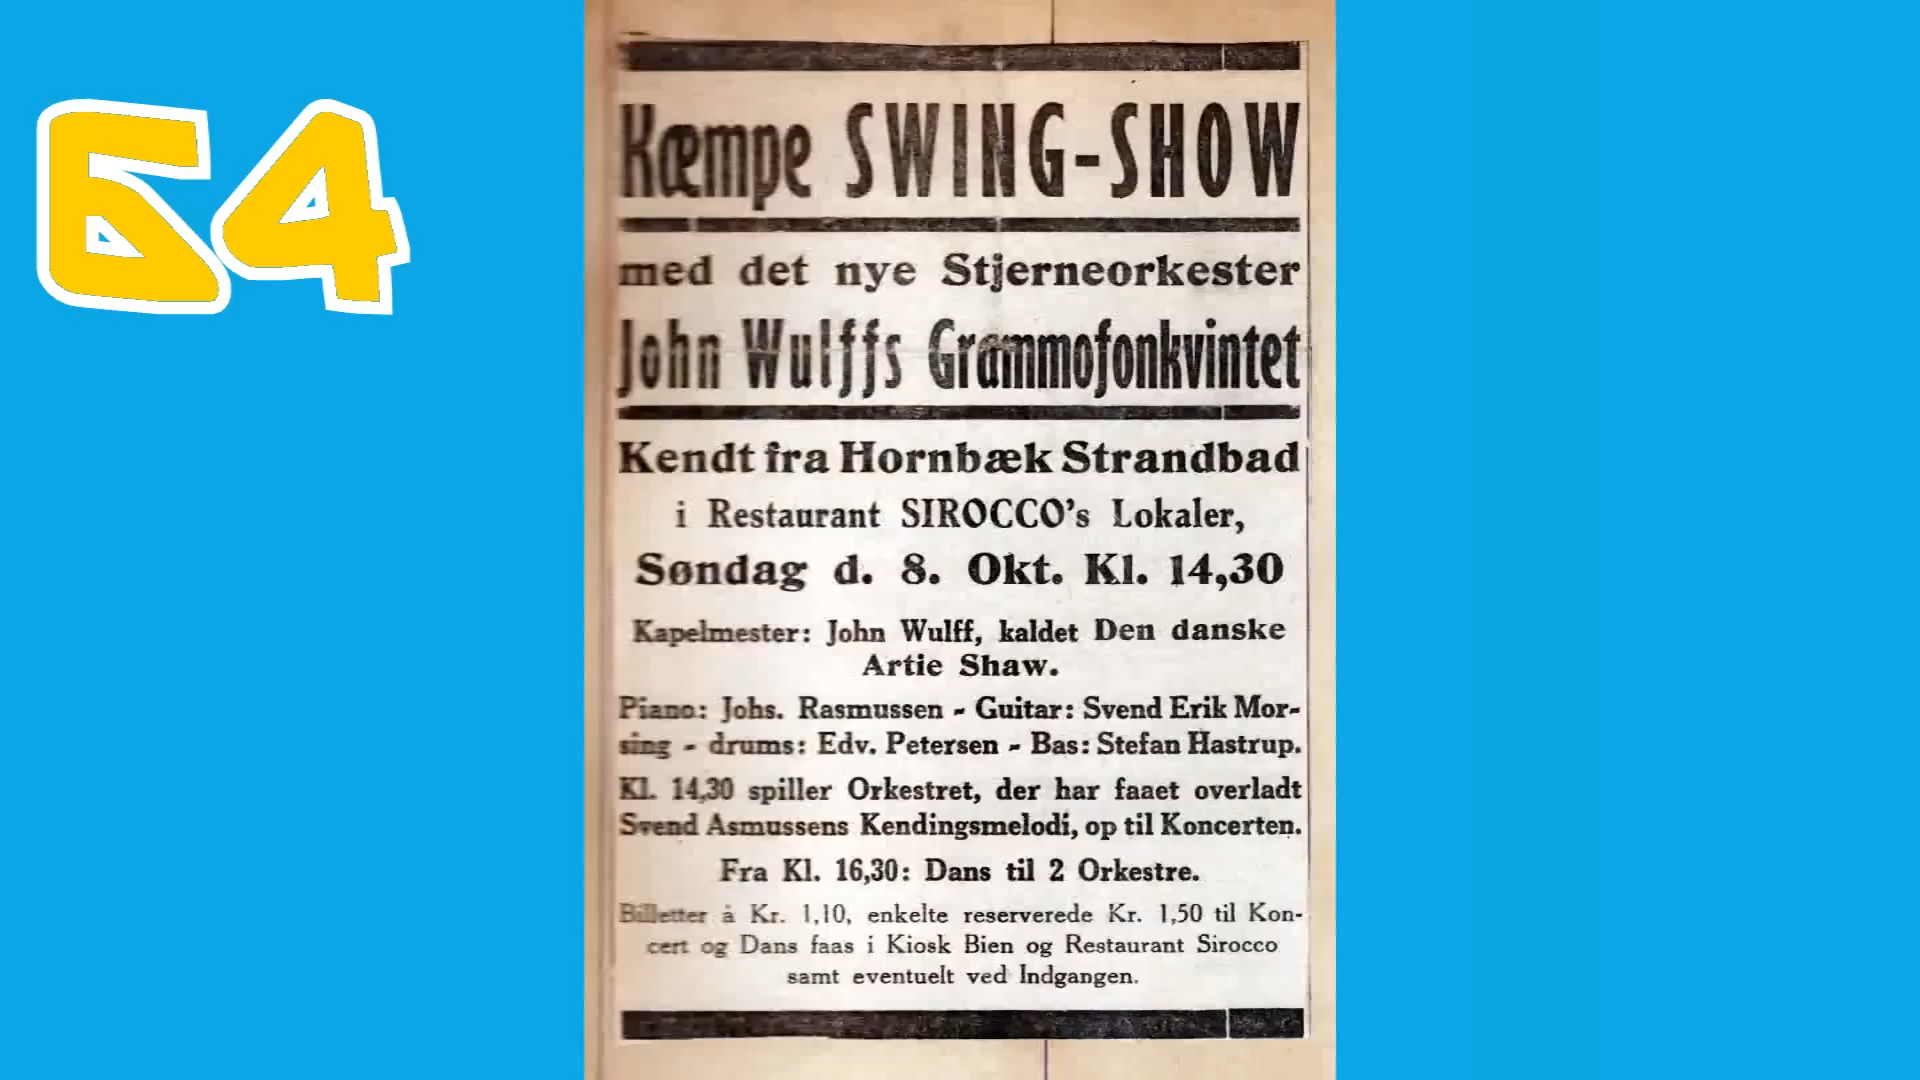 64
Kæmpe SWING-SHOW
med det nye Stjerneorkester
John Wulffs Grammofonkvintet
Kendt fra Hornbæk Strandbad
i Restaurant SIROCCO's Lokaler,
Søndag d. 8. Okt. Kl. 14,30
Kapelmester: John Wulff, kaldet Den danske
Artie Shaw.
Piano: Johs. Rasmussen - Guitar: Svend Erik Mor-
sing - drums: Edv. Petersen - Bas: Stefan Hastrup.
Kl. 14,30 spiller Orkestret, der har faaet overladt
Svend Asmussens Kendingsmelodi, op til Koncerten.
Fra Kl. 16,30: Dans til 2 Orkestre.
Billetter à Kr. 1,10, enkelte reserverede Kr. 1,50 til Kon-
cert og Dans faas i Kiosk Bien og Restaurant Sirocco
samt eventuelt ved Indgangen.